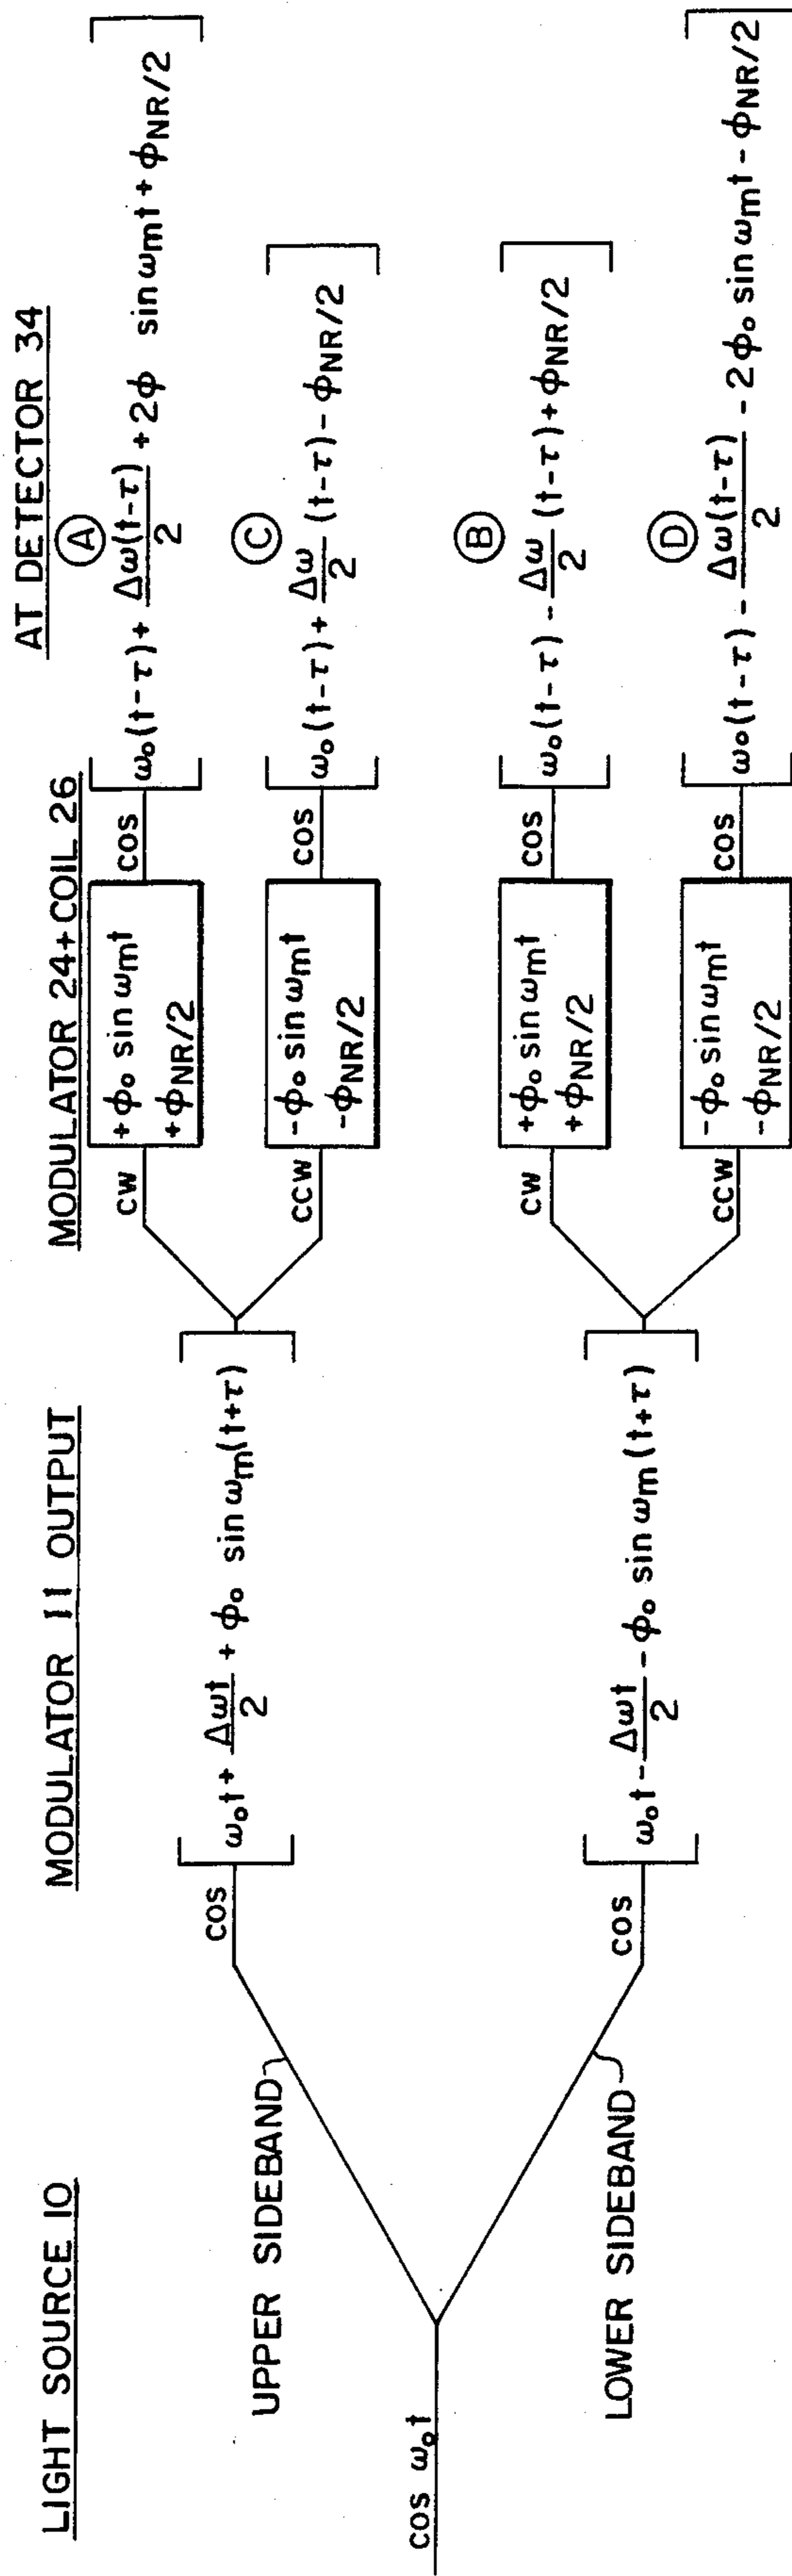 LIGHT SOURCE 10
cos ω₀t
UPPER SIDEBAND
LOWER SIDEBAND
MODULATOR 11 OUTPUT
cos [ω₀t + Δωt/2 + ϕ₀ sin ωm(t+τ)]
cos [ω₀t - Δωt/2 - ϕ₀ sin ωm(t+τ)]
MODULATOR 24+COIL 26
CW
+ϕ₀ sin ωmt
+ϕNR/2
CCW
-ϕ₀ sin ωmt
-ϕNR/2
CW
+ϕ₀ sin ωmt
+ϕNR/2
CCW
-ϕ₀ sin ωmt
-ϕNR/2
AT DETECTOR 34
A
cos [ω₀(t-τ) + Δω(t-τ)/2 + 2ϕ sin ωmt + ϕNR/2]
C
cos [ω₀(t-τ) + Δω/2 (t-τ) - ϕNR/2]
B
cos [ω₀(t-τ) - Δω/2 (t-τ) + ϕNR/2]
D
cos [ω₀(t-τ) - Δω(t-τ)/2 - 2ϕ₀ sin ωmt - ϕNR/2]